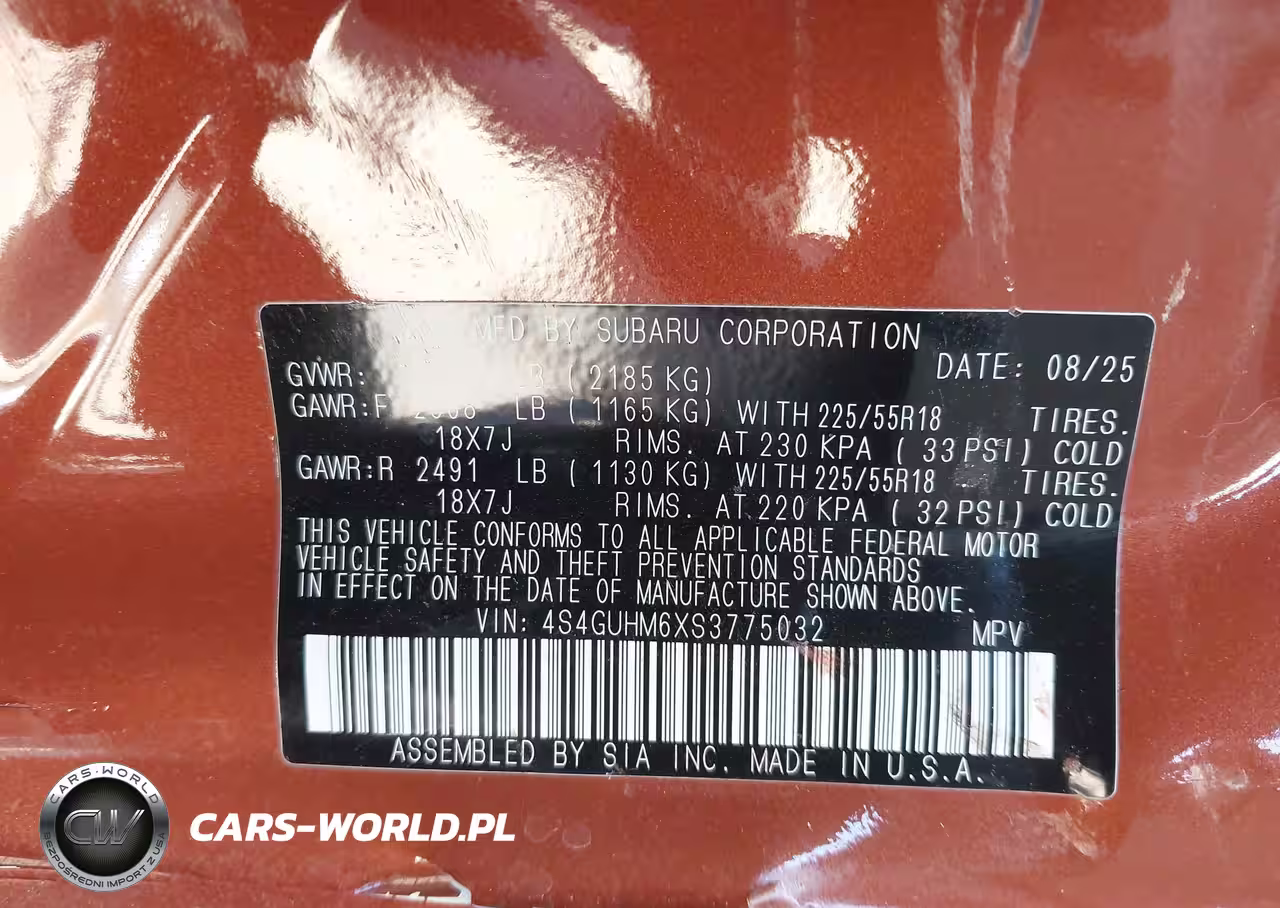 MFD BY SUBARU CORPORATION
DATE: 08/25
GVWR: LB ( 2185 KG)
GAWR:F LB ( 1165 KG) WITH 225/55R18 TIRES.
18X7J RIMS. AT 230 KPA ( 33 PSI) COLD
GAWR:R 2491 LB ( 1130 KG) WITH 225/55R18 TIRES.
18X7J RIMS. AT 220 KPA ( 32 PSI) COLD
THIS VEHICLE CONFORMS TO ALL APPLICABLE FEDERAL MOTOR
VEHICLE SAFETY AND THEFT PREVENTION STANDARDS
IN EFFECT ON THE DATE OF MANUFACTURE SHOWN ABOVE.
VIN: 4S4GUHM6XS3775032 MPV
ASSEMBLED BY SIA INC. MADE IN U.S.A.
CARS-WORLD
CW
BEZPOŚREDNI IMPORT Z USA
CARS-WORLD.PL